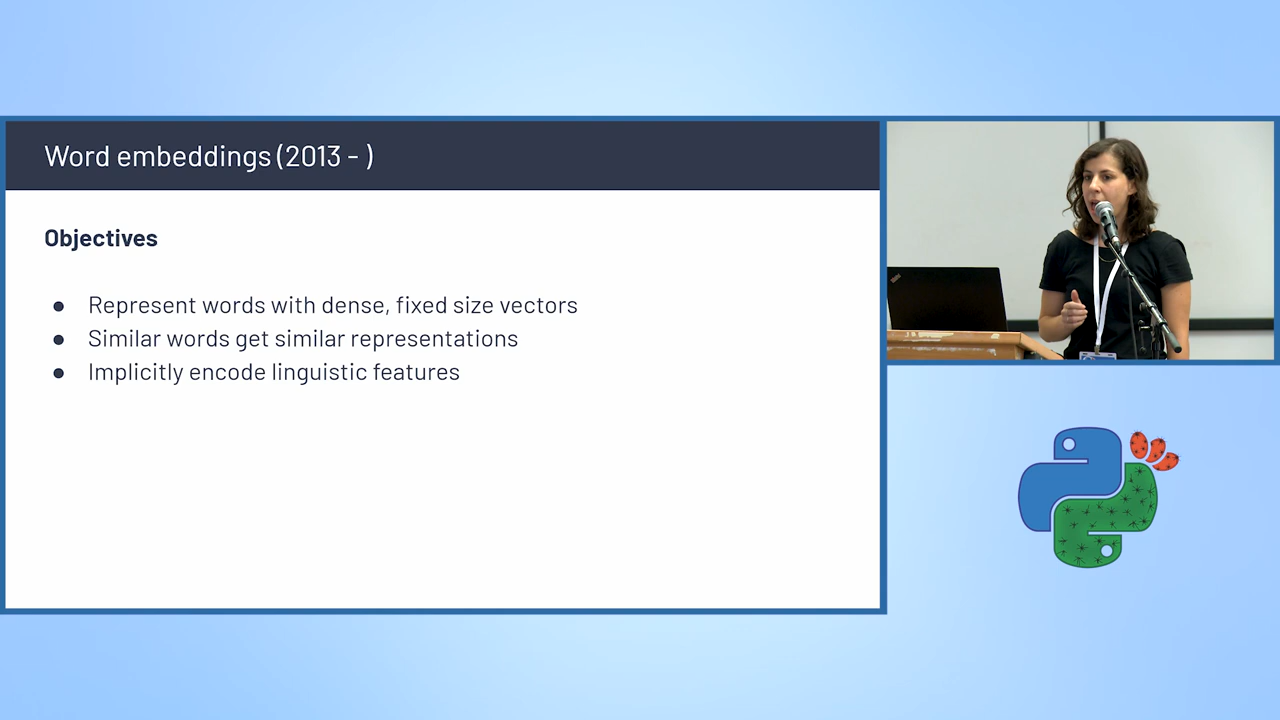 Word embeddings (2013 - )
Objectives
● Represent words with dense, fixed size vectors
● Similar words get similar representations
● Implicitly encode linguistic features